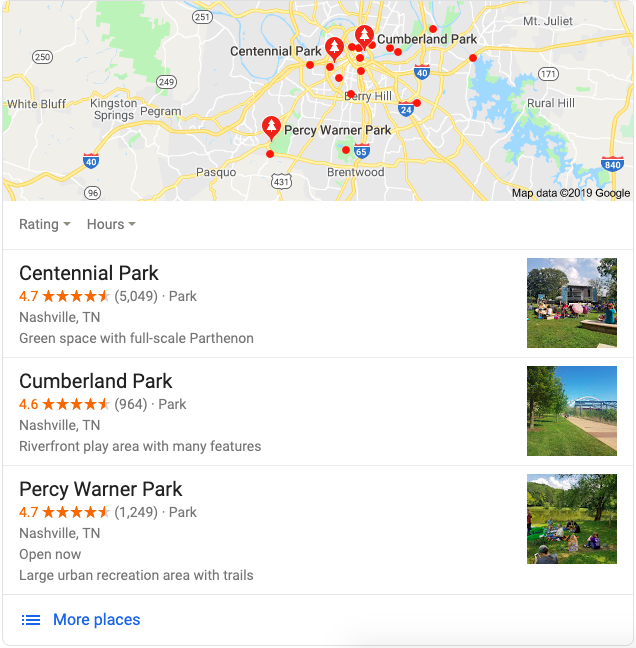 251
Mt. Juliet
Cumberland Park
Centennial Park
250
40
171
249
White Bluff
Kingston
Springs
Pegram
Berry Hill
24
Rural Hill
Percy Warner Park
40
65
840
Pasquo
431
Brentwood
96
Map data ©2019 Google
Rating
Hours
Centennial Park
4.7 ★★★★★ (5,049) · Park
Nashville, TN
Green space with full-scale Parthenon
Cumberland Park
4.6 ★★★★★ (964) · Park
Nashville, TN
Riverfront play area with many features
Percy Warner Park
4.7 ★★★★★ (1,249) · Park
Nashville, TN
Open now
Large urban recreation area with trails
More places